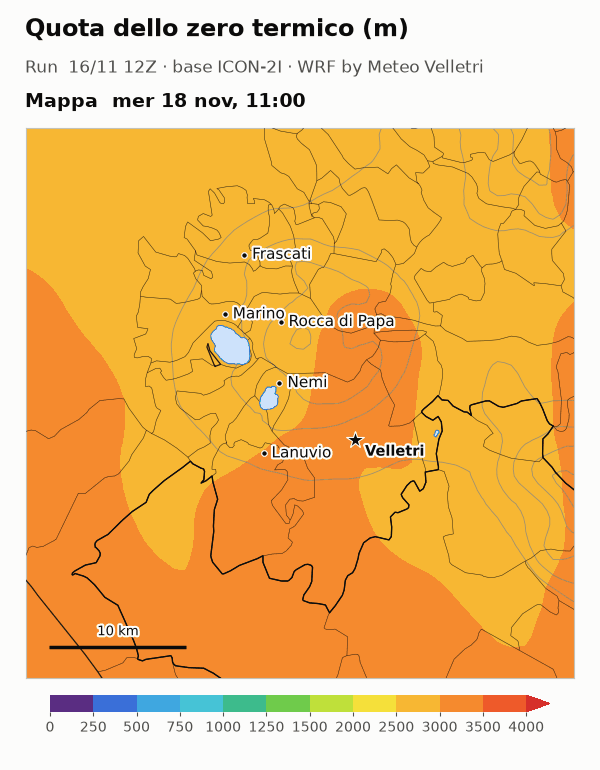 Quota dello zero termico (m)
Run  16/11 12Z · base ICON-2I · WRF by Meteo Velletri
Mappa  mer 18 nov, 11:00
Frascati
Marino
Rocca di Papa
Nemi
Velletri
Lanuvio
10 km
0 250 500 750 1000 1250 1500 2000 2500 3000 3500 4000